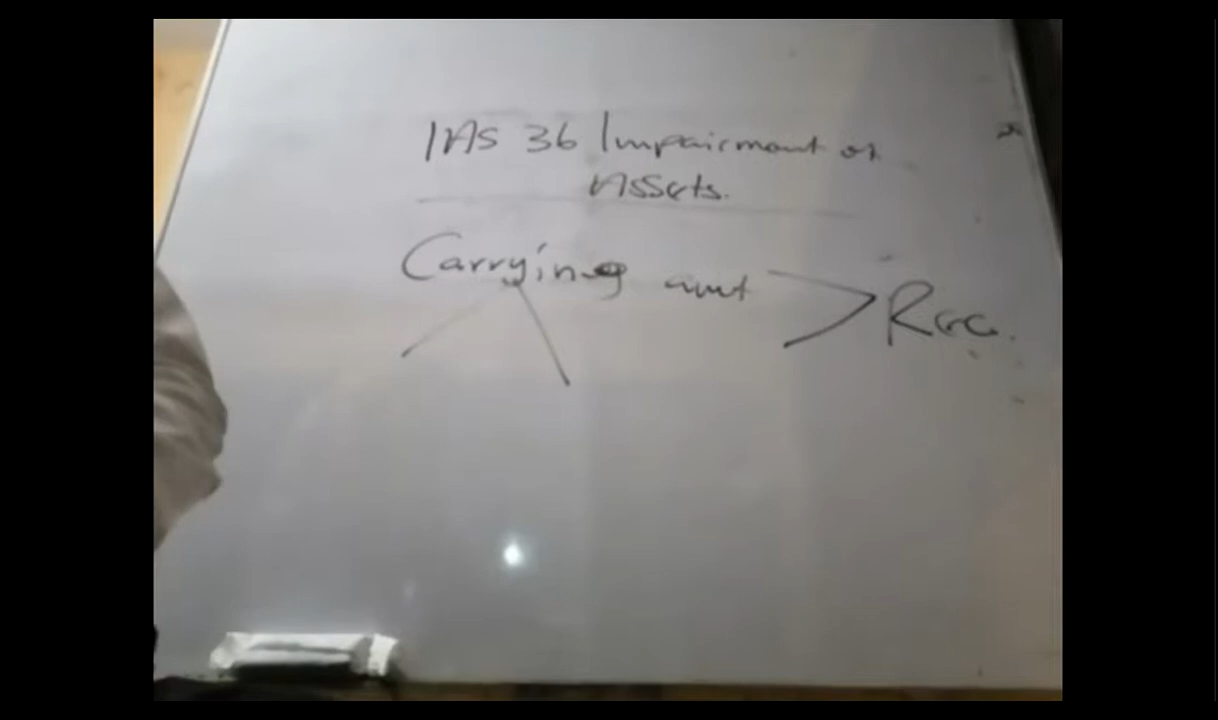 IAS 36 Impairment of
Assets.
Carrying amt > Rec.